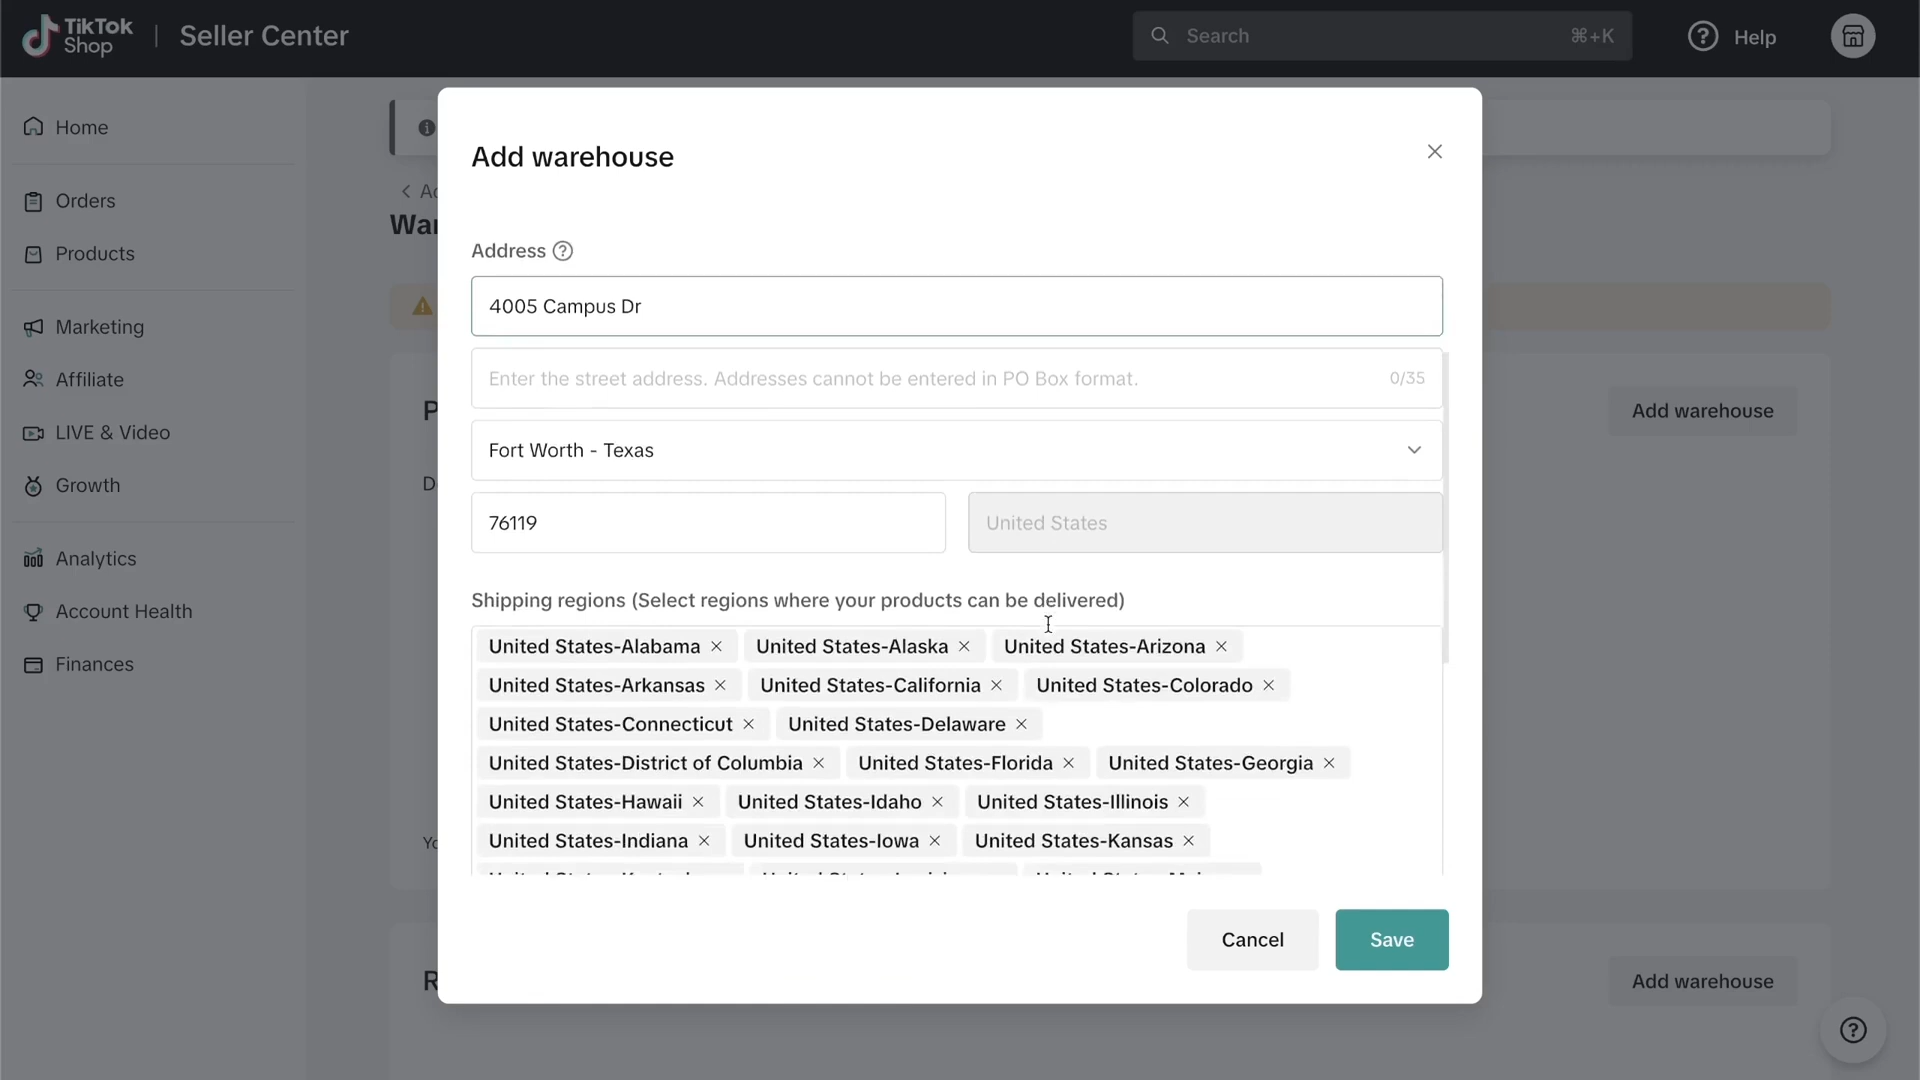 TikTok Shop | Seller Center
Search ⌘+K
Help
Home
Orders
Products
Marketing
Affiliate
LIVE & Video
Growth
Analytics
Account Health
Finances
Add warehouse
Address
4005 Campus Dr
Enter the street address. Addresses cannot be entered in PO Box format. 0/35
Fort Worth - Texas
76119 United States
Shipping regions (Select regions where your products can be delivered)
United States-Alabama × United States-Alaska × United States-Arizona ×
United States-Arkansas × United States-California × United States-Colorado ×
United States-Connecticut × United States-Delaware ×
United States-District of Columbia × United States-Florida × United States-Georgia ×
United States-Hawaii × United States-Idaho × United States-Illinois ×
United States-Indiana × United States-Iowa × United States-Kansas ×
Cancel Save
Add warehouse
Add warehouse